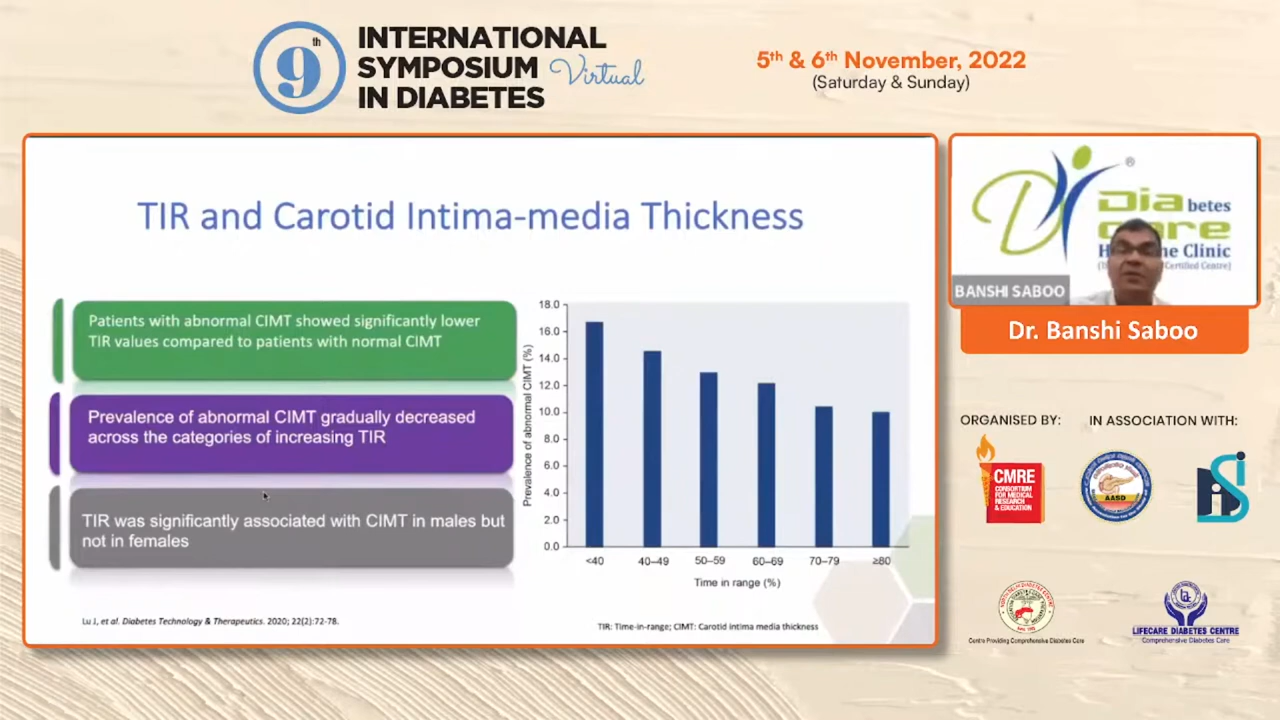 9th
INTERNATIONAL
SYMPOSIUM Virtual
IN DIABETES
5th & 6th November, 2022
(Saturday & Sunday)
TIR and Carotid Intima-media Thickness
Patients with abnormal CIMT showed significantly lower
TIR values compared to patients with normal CIMT
Prevalence of abnormal CIMT gradually decreased
across the categories of increasing TIR
TIR was significantly associated with CIMT in males but
not in females
Prevalence of abnormal CIMT (%)
18.0
16.0
14.0
12.0
10.0
8.0
6.0
4.0
2.0
0.0
<40 40–49 50–59 60–69 70–79 ≥80
Time in range (%)
Lu J, et al. Diabetes Technology & Therapeutics. 2020; 22(2):72-78.
TIR: Time-in-range; CIMT: Carotid intima media thickness
®
Diabetes
Care
Clinic
Certified Centre)
BANSHI SABOO
Dr. Banshi Saboo
ORGANISED BY: IN ASSOCIATION WITH:
CMRE
CONSORTIUM
FOR MEDICAL
RESEARCH
& EDUCATION
AASD
Centre Providing Comprehensive Diabetes Care
LIFECARE DIABETES CENTRE
Comprehensive Diabetes Care